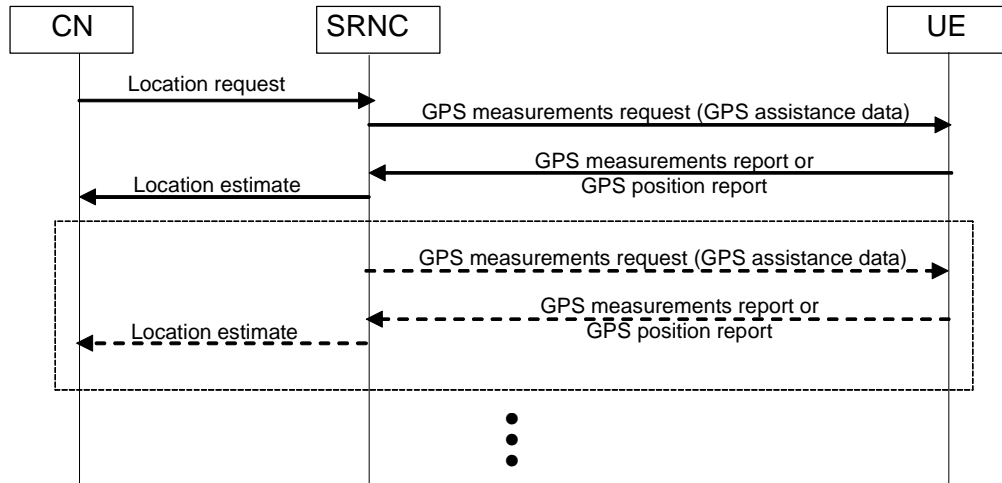 CN
SRNC
UE
Location request
GPS measurements request (GPS assistance data)
GPS measurements report or
GPS position report
Location estimate
GPS measurements request (GPS assistance data)
GPS measurements report or
GPS position report
Location estimate